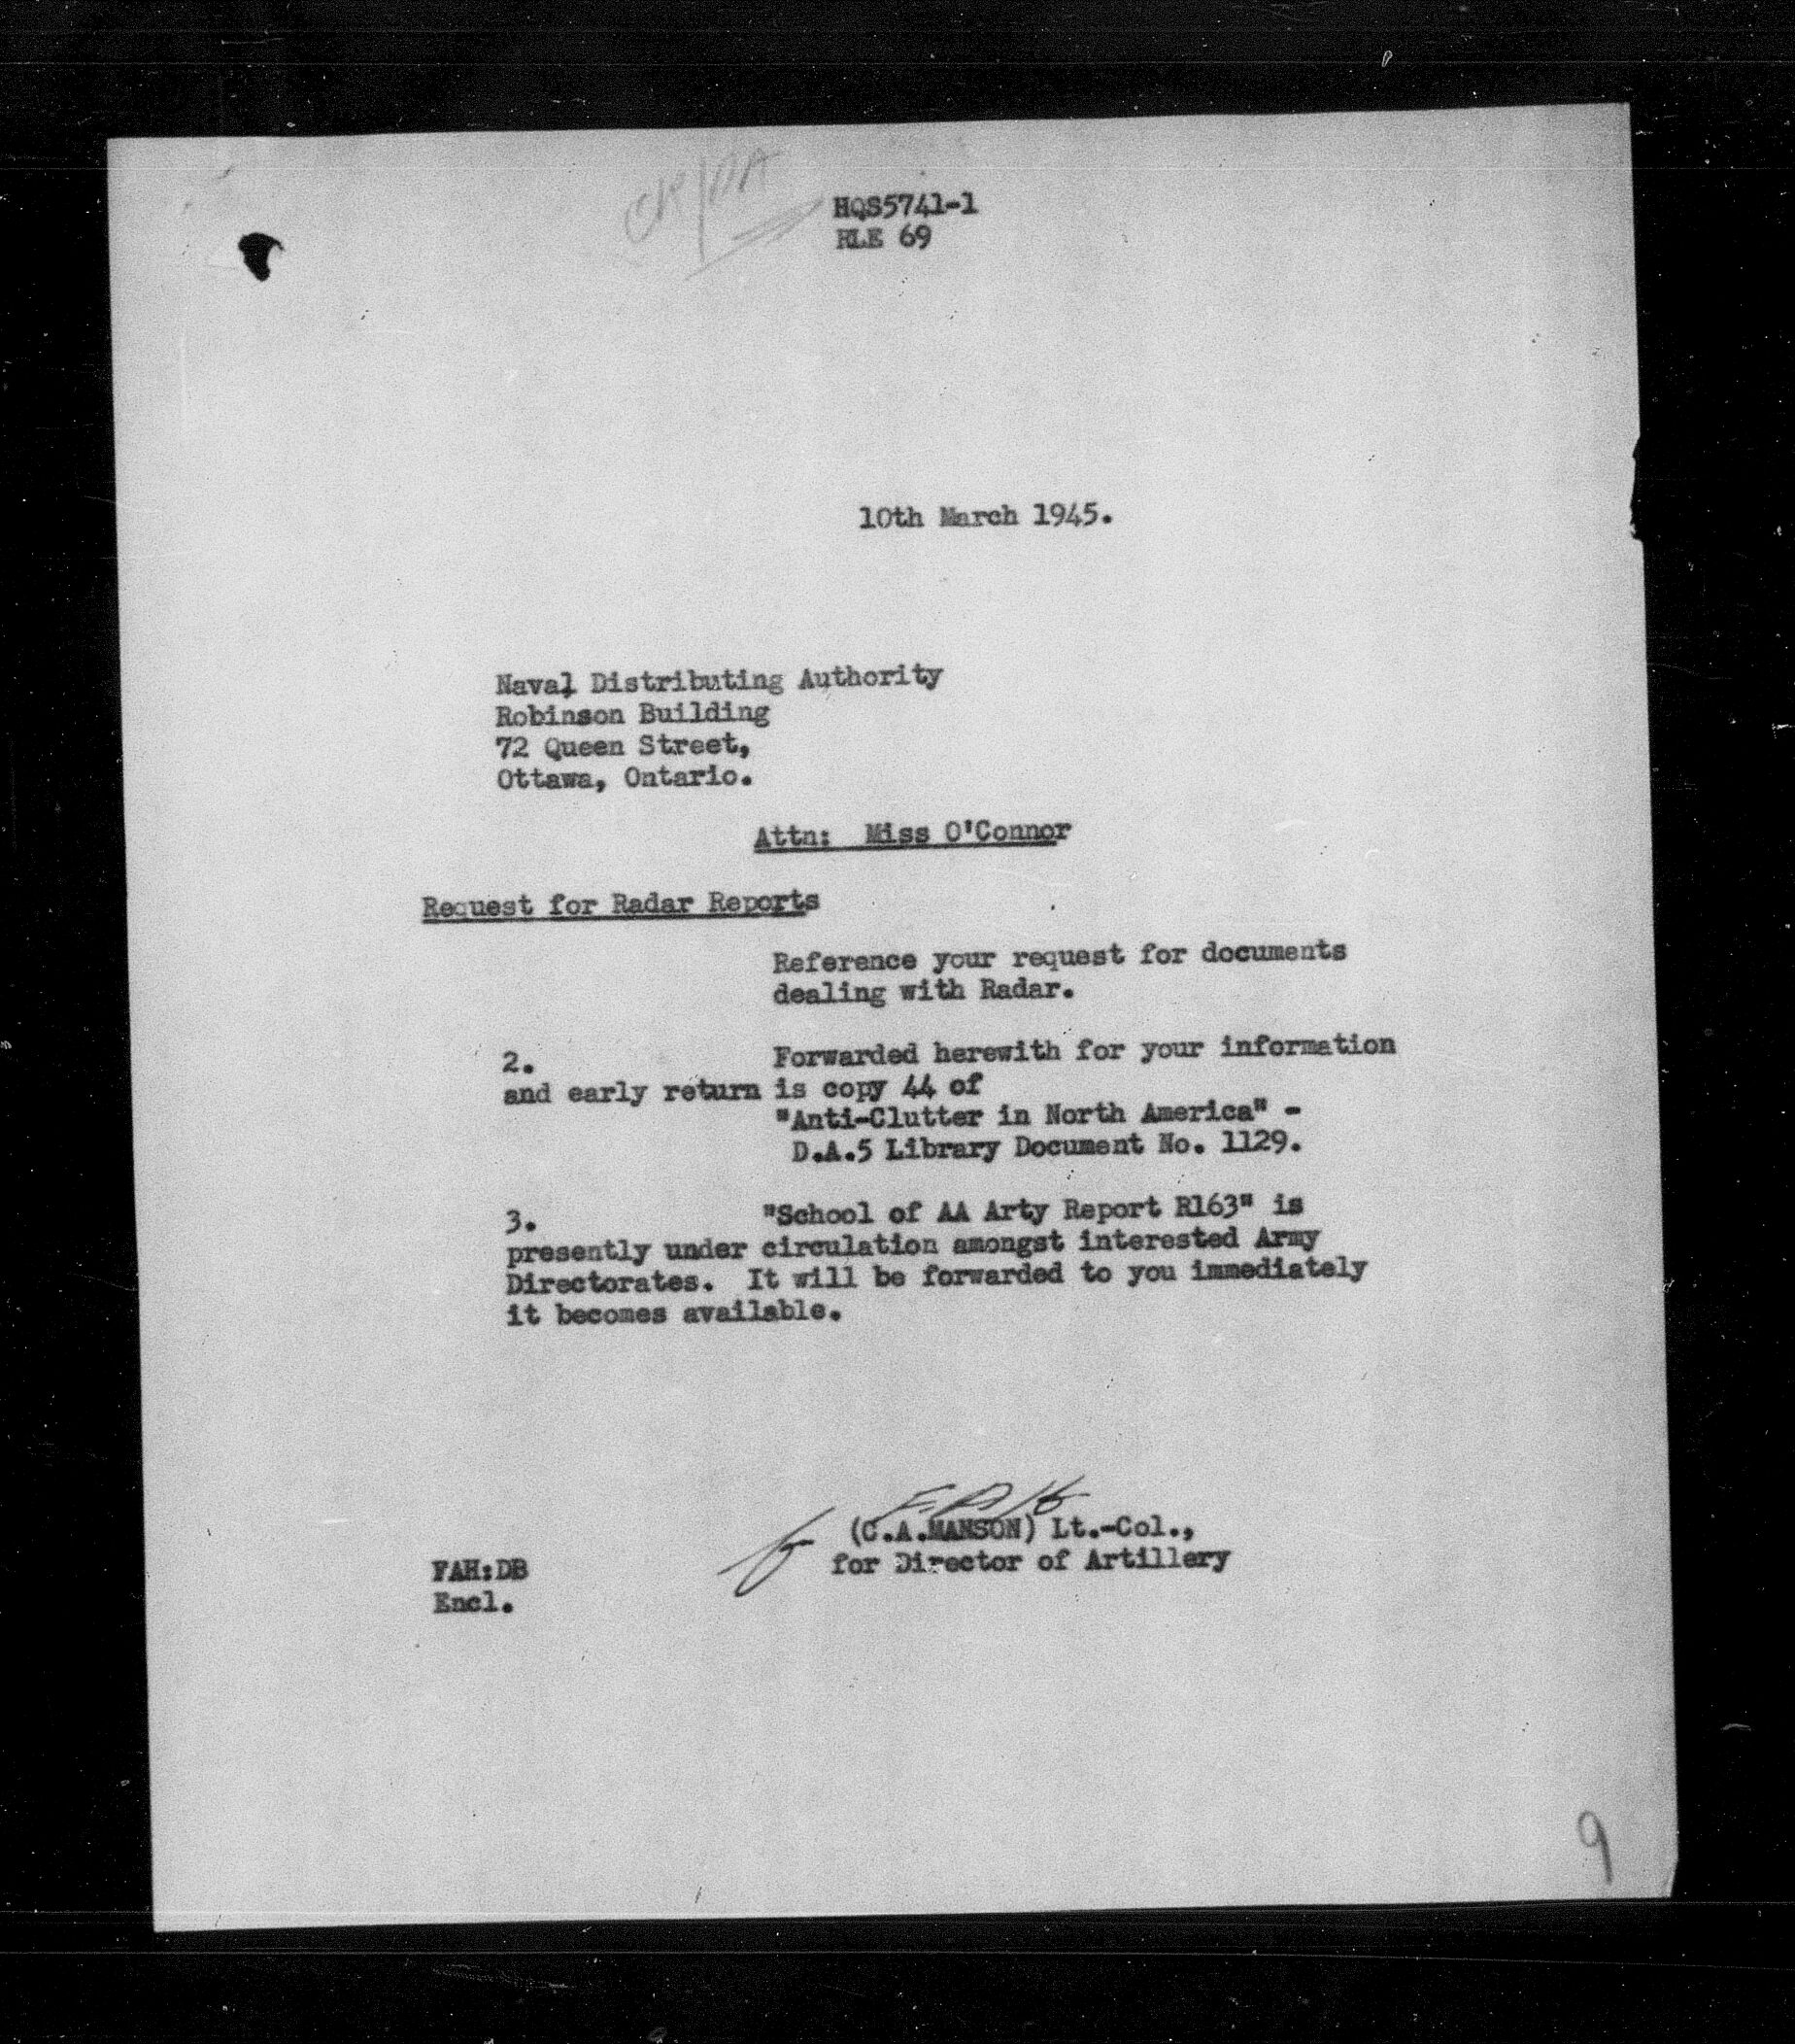 HQS5741-1
RLE 69
10th March 1945.
Naval Distributing Authority
Robinson Building
72 Queen Street,
Ottawa, Ontario.
Attn: Miss O'Connor
Request for Radar Reports
Reference your request for documents
dealing with Radar.
2. Forwarded herewith for your information
and early return is copy 44 of
"Anti-Clutter in North America" -
D.A.5 Library Document No. 1129.
3. "School of AA Arty Report R163" is
presently under circulation amongst interested Army
Directorates. It will be forwarded to you immediately
it becomes available.
(C.A.MANSON) Lt.-Col.,
for Director of Artillery
FAH:DB
Encl.
9